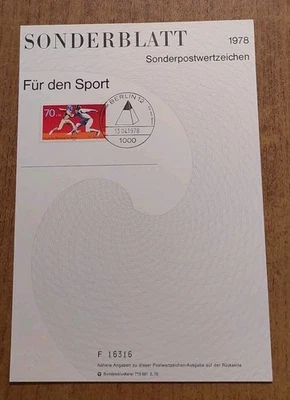 SONDERBLATT
1978
Sonderpostwertzeichen
Für den Sport
70
BERLIN 12
13.04.1978
1000
F 16316
Nähere Angaben zu dieser Postwertzeichen-Ausgabe auf der Rückseite